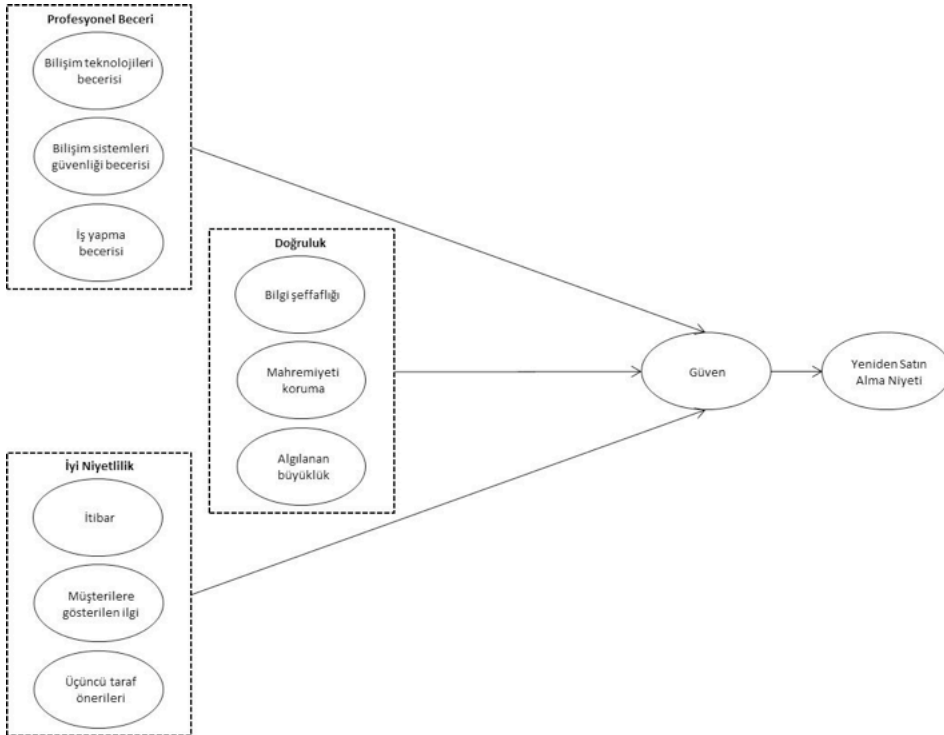 Profesyonel Beceri
Bilişim teknolojileri
becerisi
Bilişim sistemleri
güvenliği becerisi
İş yapma
becerisi
Doğruluk
Bilgi şeffaflığı
Mahremiyeti
koruma
Algılanan
büyüklük
İyi Niyetlilik
İtibar
Müşterilere
gösterilen ilgi
Üçüncü taraf
önerileri
Güven
Yeniden Satın
Alma Niyeti